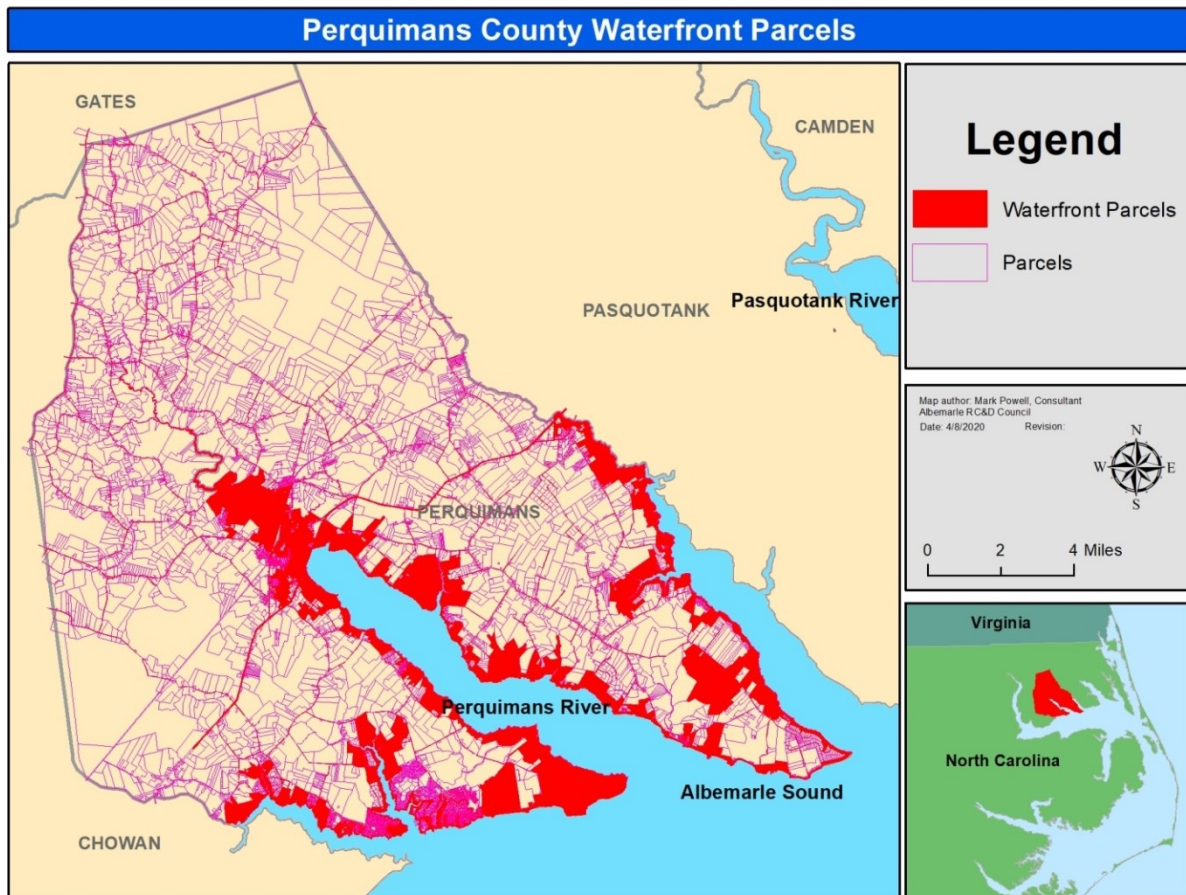 Perquimans County Waterfront Parcels
GATES
CAMDEN
PASQUOTANK
Pasquotank River
PERQUIMANS
Perquimans River
Albemarle Sound
CHOWAN
Legend
Waterfront Parcels
Parcels
Map author: Mark Powell, Consultant
Albemarle RC&D Council
Date: 4/8/2020 Revision:
N
W E
S
0 2 4 Miles
Virginia
North Carolina